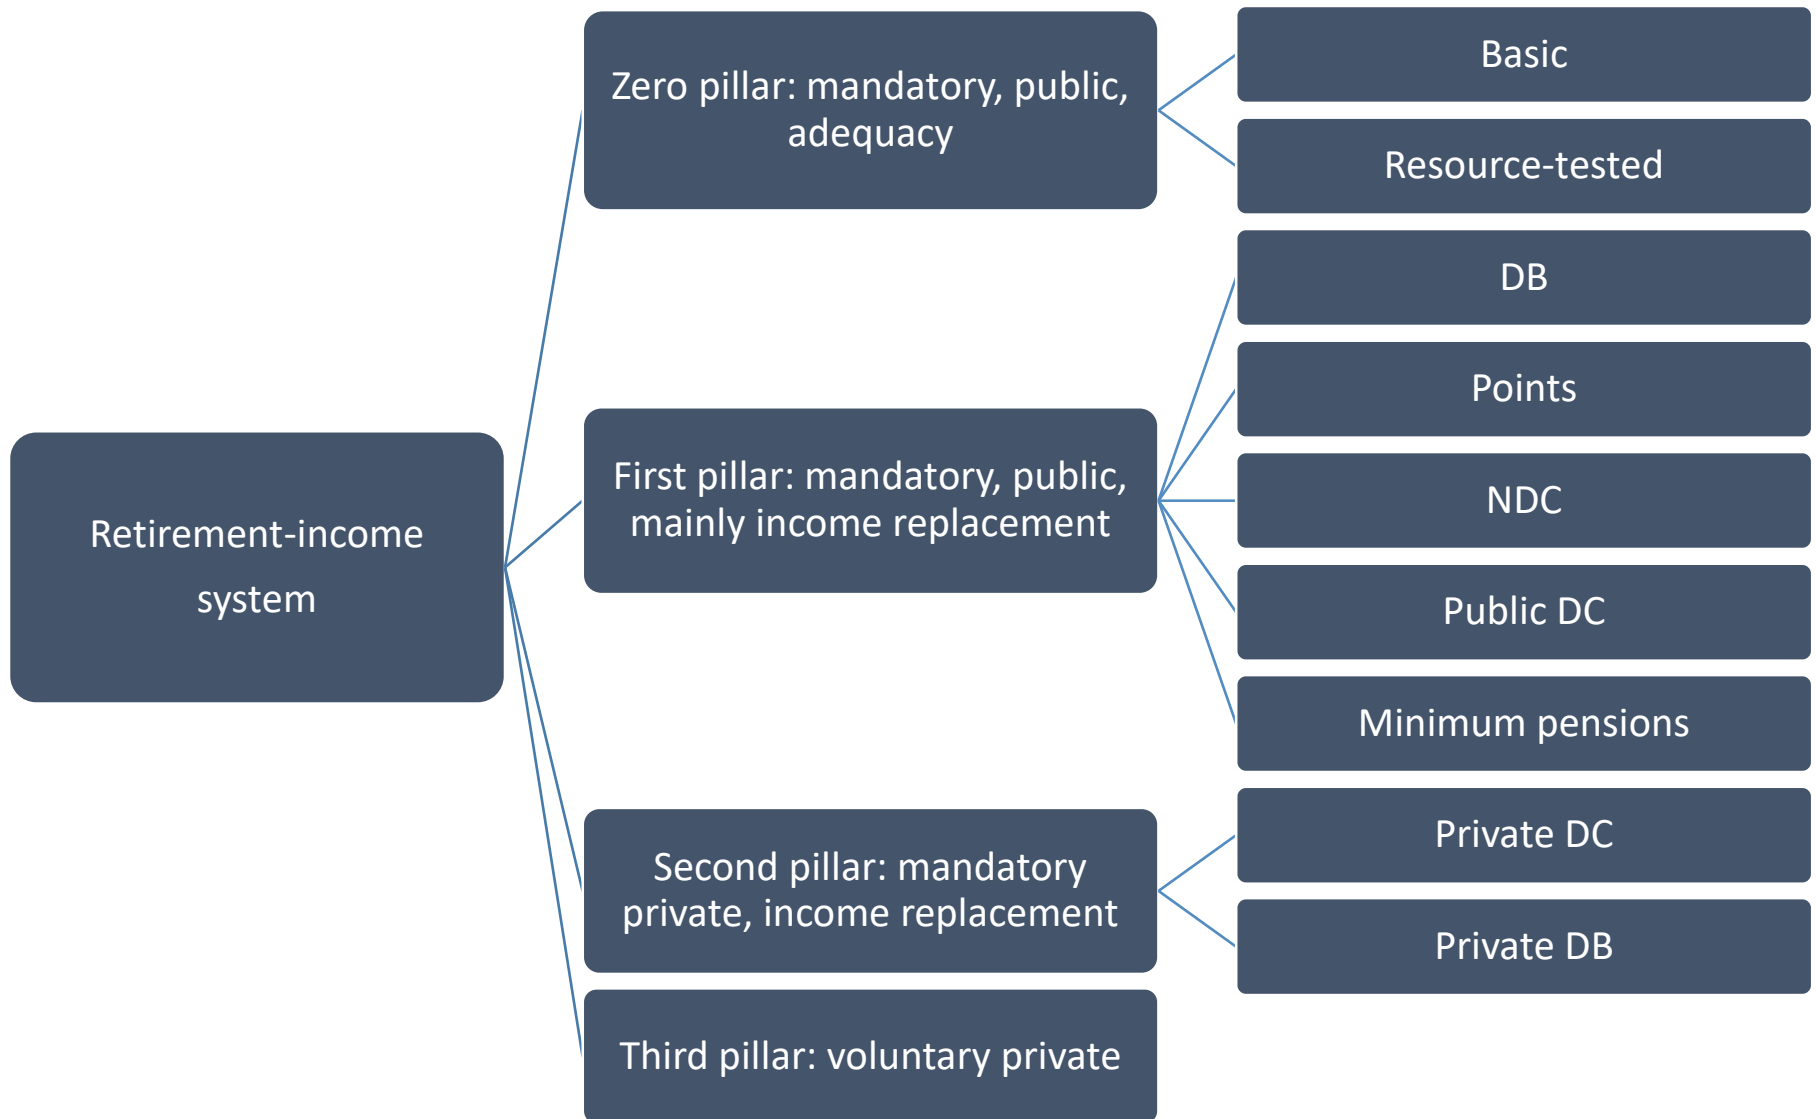 Retirement-income
system
Zero pillar: mandatory, public,
adequacy
Basic
Resource-tested
First pillar: mandatory, public,
mainly income replacement
DB
Points
NDC
Public DC
Minimum pensions
Second pillar: mandatory
private, income replacement
Private DC
Private DB
Third pillar: voluntary private